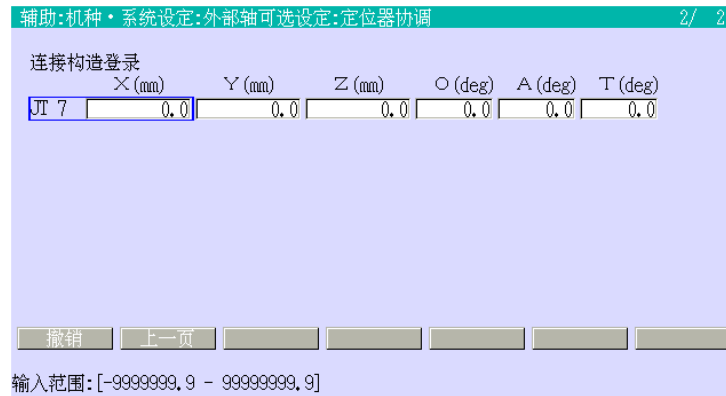 辅助:机种・系统设定:外部轴可选设定:定位器协调 2/ 2
连接构造登录
X(mm) Y(mm) Z(mm) O(deg) A(deg) T(deg)
JT 7 0.0 0.0 0.0 0.0 0.0 0.0
撤销 上一页
输入范围:[-9999999.9 - 99999999.9]